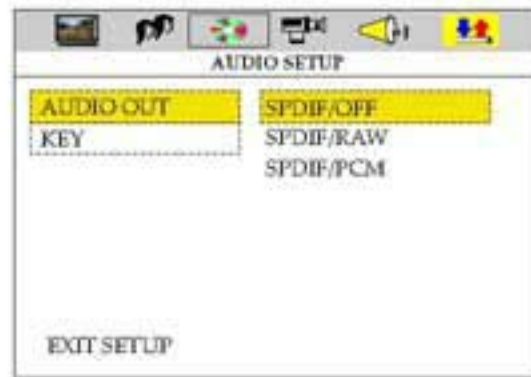 AUDIO SETUP
AUDIO OUT
SPDIF/OFF
KEY
SPDIF/RAW
SPDIF/PCM
EXIT SETUP